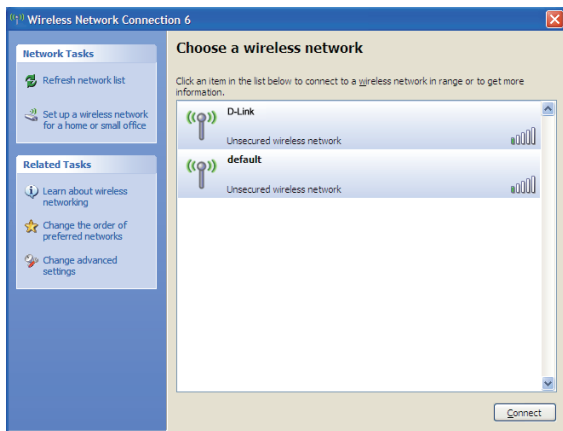 Wireless Network Connection 6
Network Tasks
Refresh network list
Set up a wireless network
for a home or small office
Related Tasks
Learn about wireless
networking
Change the order of
preferred networks
Change advanced
settings
Choose a wireless network
Click an item in the list below to connect to a wireless network in range or to get more
information.
D-Link
Unsecured wireless network
default
Unsecured wireless network
Connect